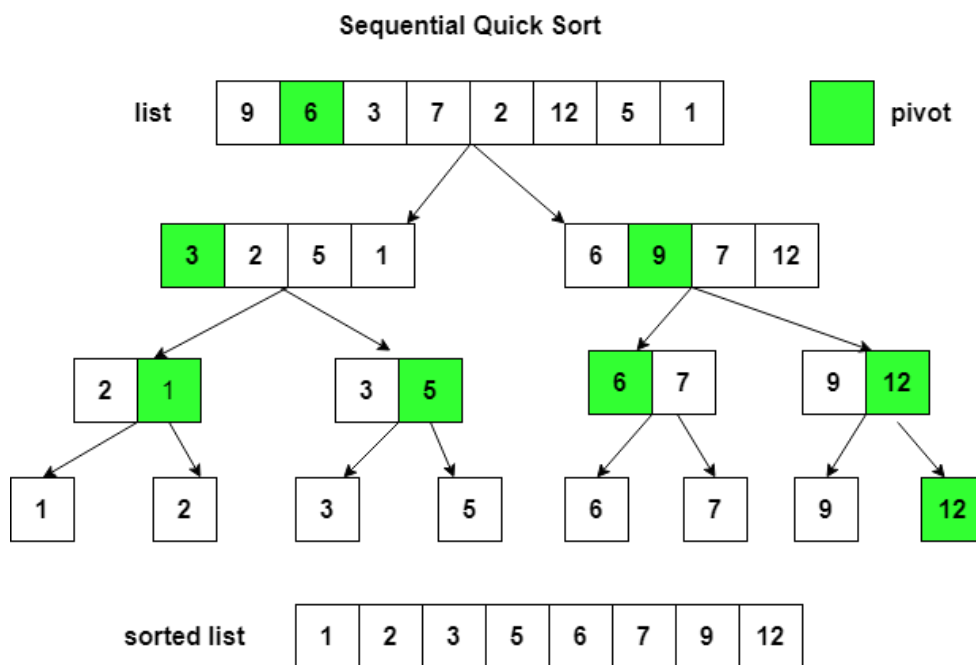 Sequential Quick Sort
list 9 6 3 7 2 12 5 1 pivot
3 2 5 1 6 9 7 12
2 1 3 5 6 7 9 12
1 2 3 5 6 7 9 12
sorted list 1 2 3 5 6 7 9 12